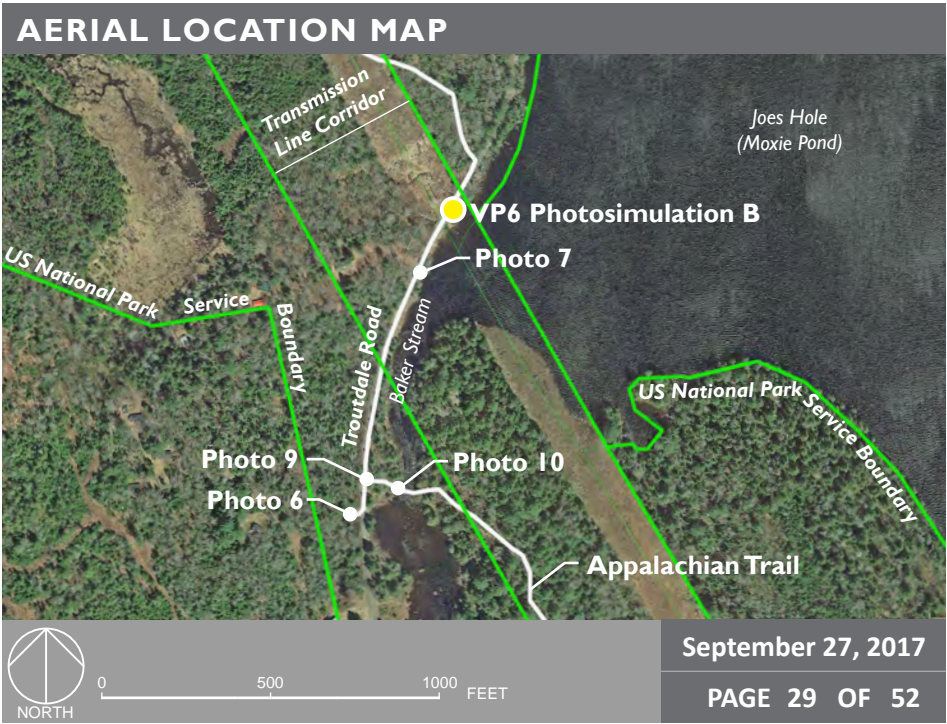 AERIAL LOCATION MAP
Transmission
Line Corridor
Joes Hole
(Moxie Pond)
VP6 Photosimulation B
Photo 7
US National Park
Service
Boundary
Troutdale Road
Baker Stream
US National Park
Service Boundary
Photo 9
Photo 10
Photo 6
Appalachian Trail
NORTH
0 500 1000 FEET
September 27, 2017
PAGE 29 OF 52